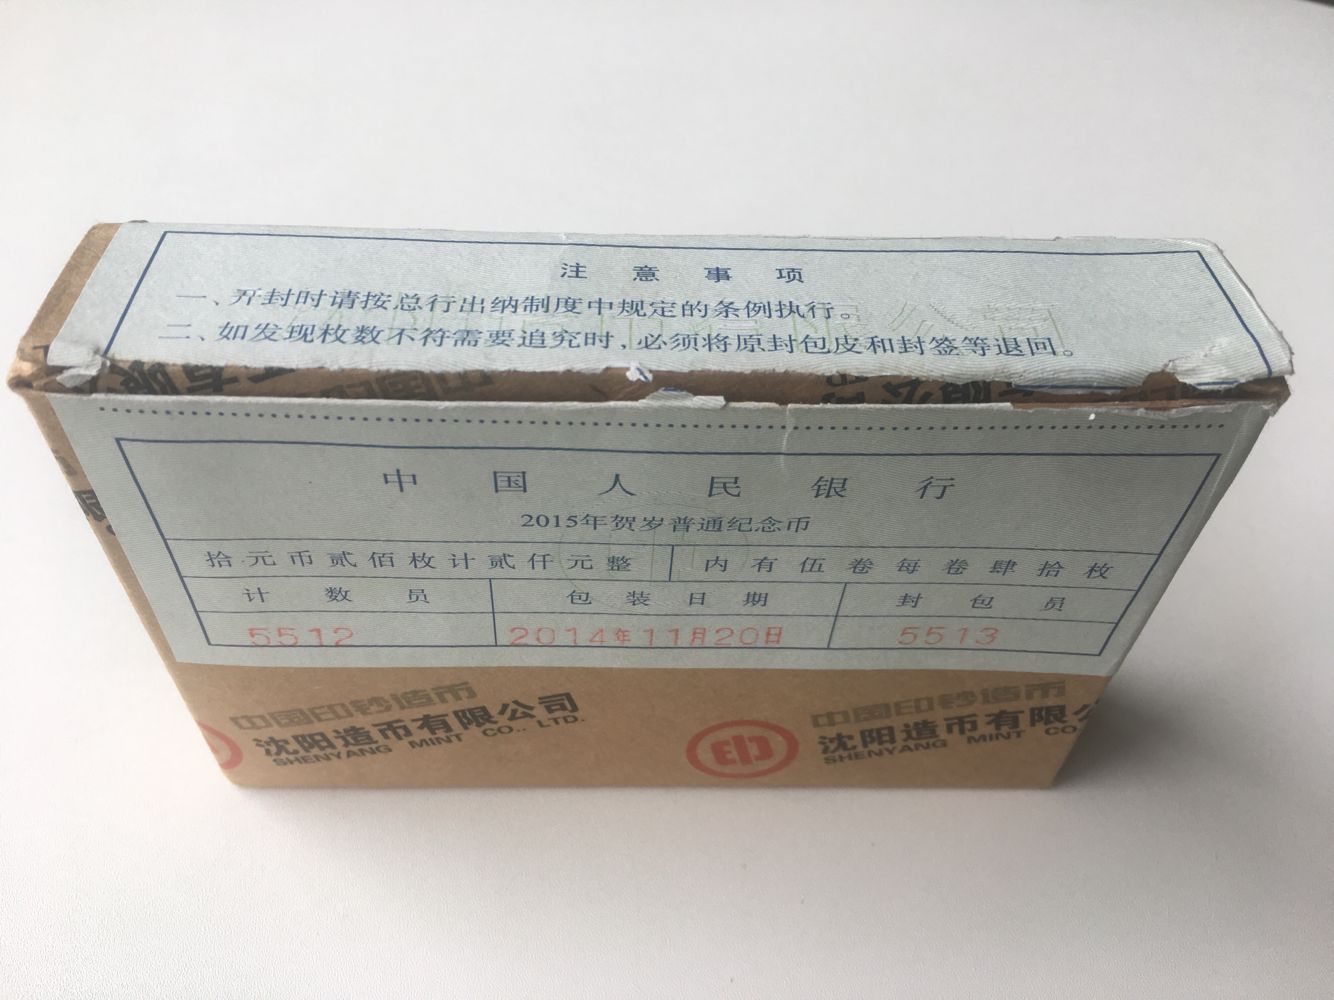 注意事项
一、开封时请按总行出纳制度中规定的条例执行。
二、如发现枚数不符需要追究时，必须将原封包皮和封签等退回。
中国人民银行
2015年贺岁普通纪念币
拾元币贰佰枚计贰仟元整 内有伍卷每卷肆拾枚
计数员 包装日期 封包员
5512 2014年11月20日 5513
中国印钞造币
沈阳造币有限公司
SHENYANG MINT CO., LTD.
中国印钞造币
沈阳造币有限公
SHENYANG MINT CO